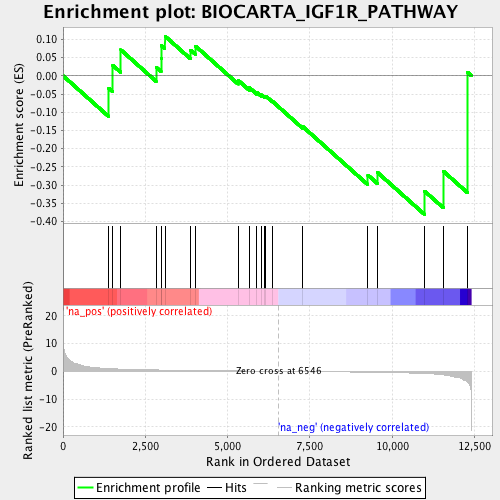 Enrichment plot: BIOCARTA_IGF1R_PATHWAY
Enrichment score (ES)
0.10
0.05
0.00
-0.05
-0.10
-0.15
-0.20
-0.25
-0.30
-0.35
-0.40
'na_pos' (positively correlated)
Ranked list metric (PreRanked)
20
10
0
-10
-20
Zero cross at 6546
'na_neg' (negatively correlated)
0
2,500
5,000
7,500
10,000
12,500
Rank in Ordered Dataset
Enrichment profile
Hits
Ranking metric scores